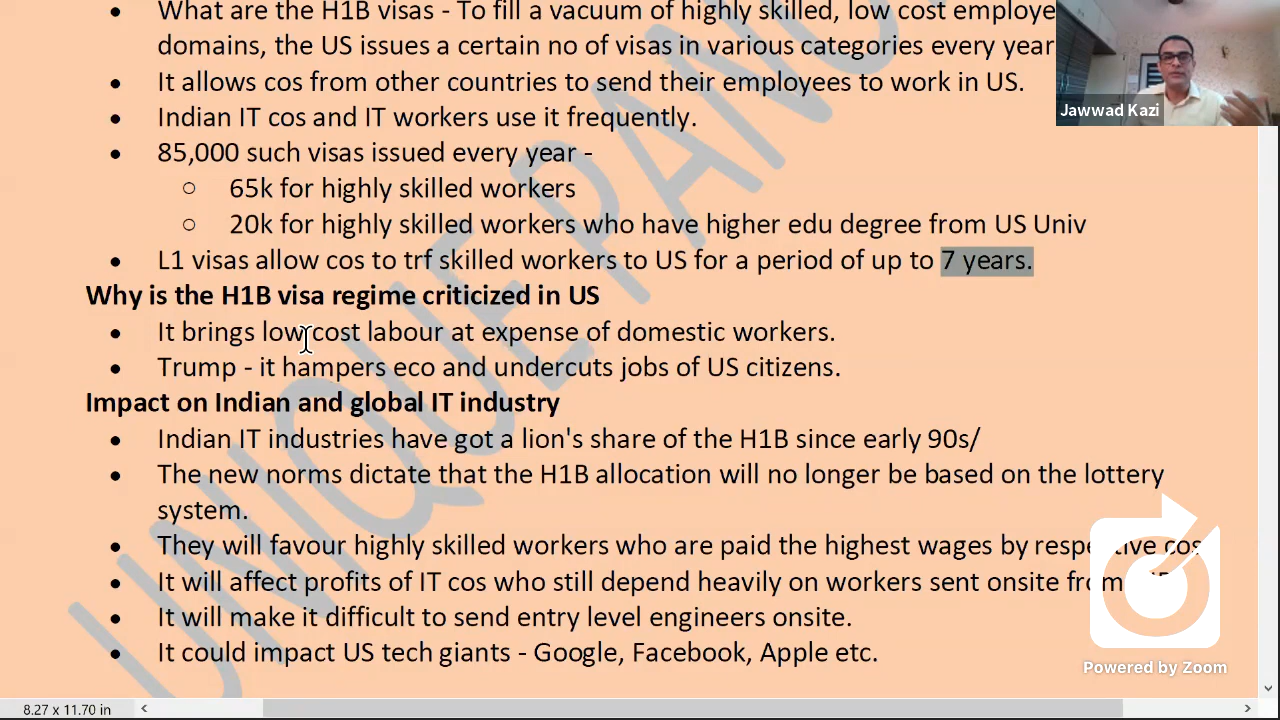 What are the H1B visas - To fill a vacuum of highly skilled, low cost employe
domains, the US issues a certain no of visas in various categories every year
It allows cos from other countries to send their employees to work in US.
Indian IT cos and IT workers use it frequently.
85,000 such visas issued every year -
65k for highly skilled workers
20k for highly skilled workers who have higher edu degree from US Univ
L1 visas allow cos to trf skilled workers to US for a period of up to 7 years.
Why is the H1B visa regime criticized in US
It brings low cost labour at expense of domestic workers.
Trump - it hampers eco and undercuts jobs of US citizens.
Impact on Indian and global IT industry
Indian IT industries have got a lion's share of the H1B since early 90s/
The new norms dictate that the H1B allocation will no longer be based on the lottery
system.
They will favour highly skilled workers who are paid the highest wages by
It will affect profits of IT cos who still depend heavily on workers sent onsite from
It will make it difficult to send entry level engineers onsite.
It could impact US tech giants - Google, Facebook, Apple etc.
Jawwad Kazi
Powered by Zoom
8.27 x 11.70 in